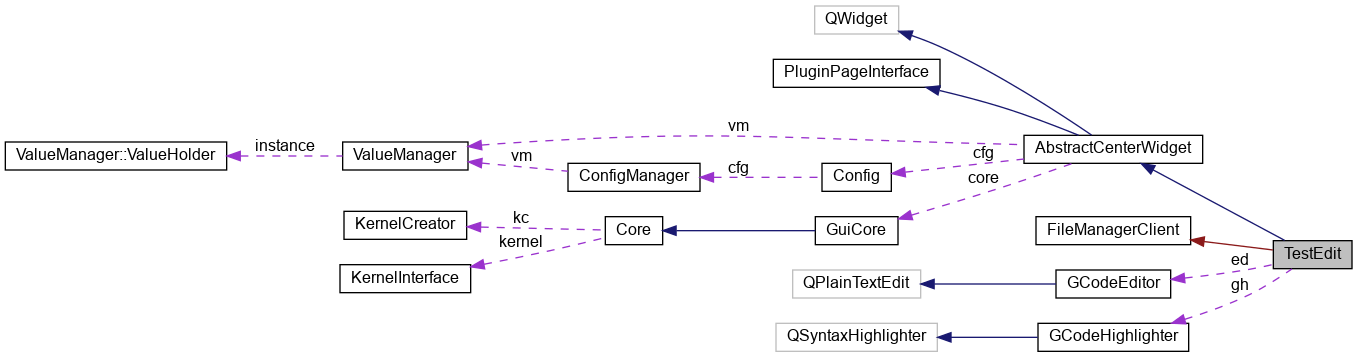 QWidget
PluginPageInterface
vm
AbstractCenterWidget
instance
ValueManager::ValueHolder
ValueManager
vm
cfg
cfg
ConfigManager
Config
core
KernelCreator
kc
Core
GuiCore
FileManagerClient
kernel
TestEdit
ed
KernelInterface
QPlainTextEdit
GCodeEditor
gh
QSyntaxHighlighter
GCodeHighlighter